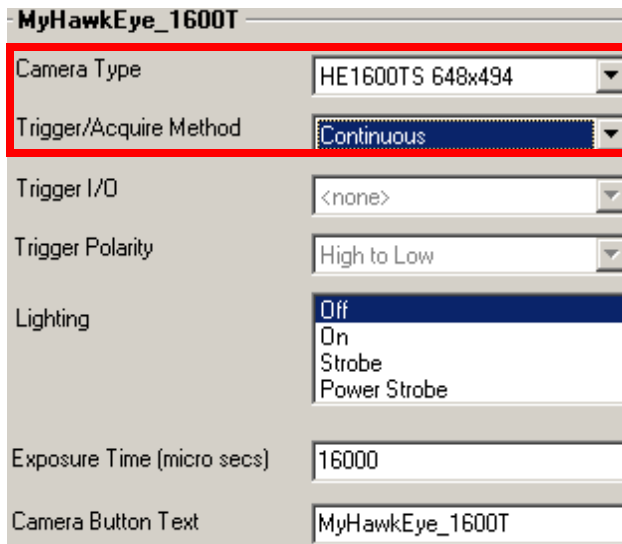 MyHawkEye_1600T
Camera Type HE1600TS 648x494
Trigger/Acquire Method Continuous
Trigger I/O <none>
Trigger Polarity High to Low
Lighting Off
On
Strobe
Power Strobe
Exposure Time (micro secs) 16000
Camera Button Text MyHawkEye_1600T